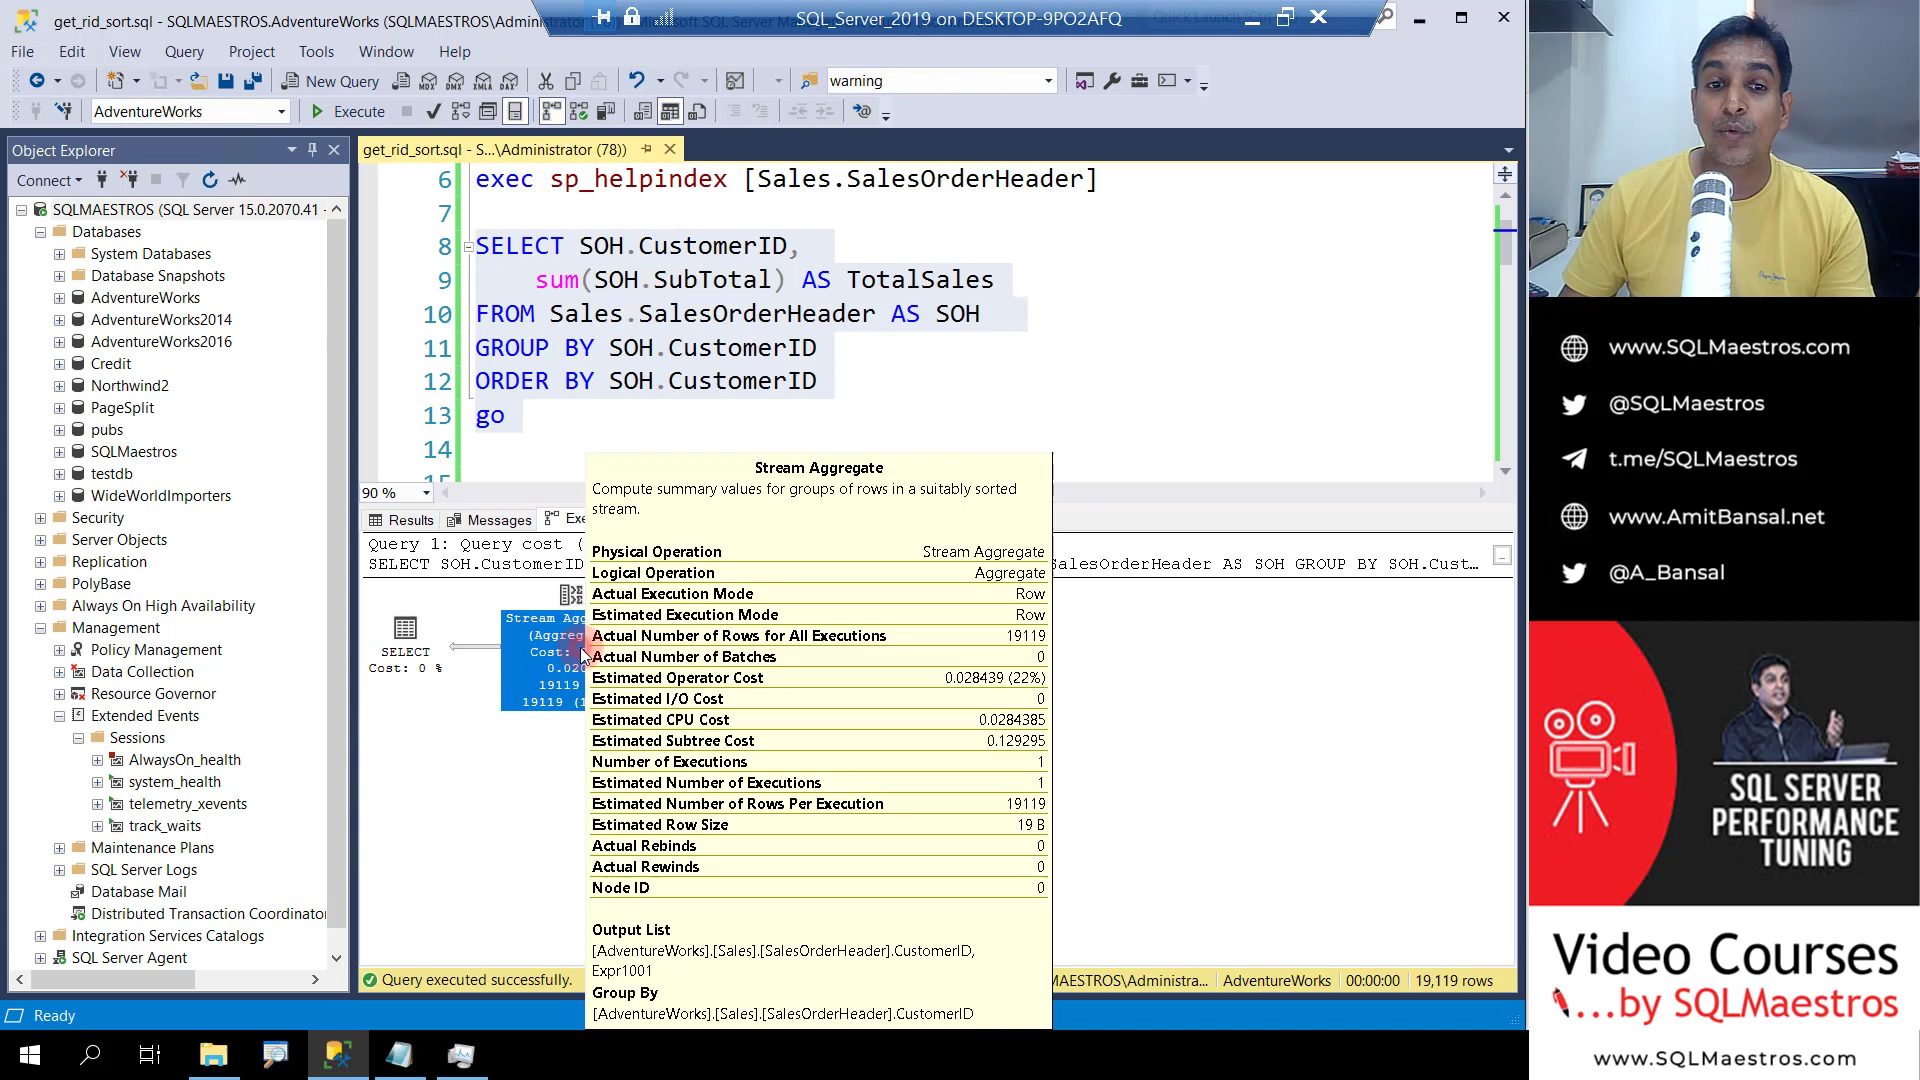 get_rid_sort.sql - SQLMAESTROS.AdventureWorks (SQLMAESTROS\Administrator
SQL_Server_2019 on DESKTOP-9PO2AFQ
File Edit View Query Project Tools Window Help
New Query
MDX DMX XMLA DAX
warning
AdventureWorks
Execute
Object Explorer
Connect
SQLMAESTROS (SQL Server 15.0.2070.41 -
Databases
System Databases
Database Snapshots
AdventureWorks
AdventureWorks2014
AdventureWorks2016
Credit
Northwind2
PageSplit
pubs
SQLMaestros
testdb
WideWorldImporters
Security
Server Objects
Replication
PolyBase
Always On High Availability
Management
Policy Management
Data Collection
Resource Governor
Extended Events
Sessions
AlwaysOn_health
system_health
telemetry_xevents
track_waits
Maintenance Plans
SQL Server Logs
Database Mail
Distributed Transaction Coordinator
Integration Services Catalogs
SQL Server Agent
get_rid_sort.sql - S...\Administrator (78))
6 exec sp_helpindex [Sales.SalesOrderHeader]
7
8 SELECT SOH.CustomerID,
9 sum(SOH.SubTotal) AS TotalSales
10 FROM Sales.SalesOrderHeader AS SOH
11 GROUP BY SOH.CustomerID
12 ORDER BY SOH.CustomerID
13 go
14
90 %
Results Messages Exe
Query 1: Query cost (
SELECT SOH.CustomerID
SalesOrderHeader AS SOH GROUP BY SOH.Cust...
SELECT
Cost: 0 %
Stream Agg
(Aggreg
Cost:
0.02
19119
19119 (1
Stream Aggregate
Compute summary values for groups of rows in a suitably sorted
stream.
Physical Operation Stream Aggregate
Logical Operation Aggregate
Actual Execution Mode Row
Estimated Execution Mode Row
Actual Number of Rows for All Executions 19119
Actual Number of Batches 0
Estimated Operator Cost 0.028439 (22%)
Estimated I/O Cost 0
Estimated CPU Cost 0.0284385
Estimated Subtree Cost 0.129295
Number of Executions 1
Estimated Number of Executions 1
Estimated Number of Rows Per Execution 19119
Estimated Row Size 19 B
Actual Rebinds 0
Actual Rewinds 0
Node ID 0
Output List
[AdventureWorks].[Sales].[SalesOrderHeader].CustomerID,
Expr1001
Group By
[AdventureWorks].[Sales].[SalesOrderHeader].CustomerID
Query executed successfully.
MAESTROS\Administra... AdventureWorks 00:00:00 19,119 rows
Ready
www.SQLMaestros.com
@SQLMaestros
t.me/SQLMaestros
www.AmitBansal.net
@A_Bansal
SQL SERVER
PERFORMANCE
TUNING
Video Courses
...by SQLMaestros
www.SQLMaestros.com